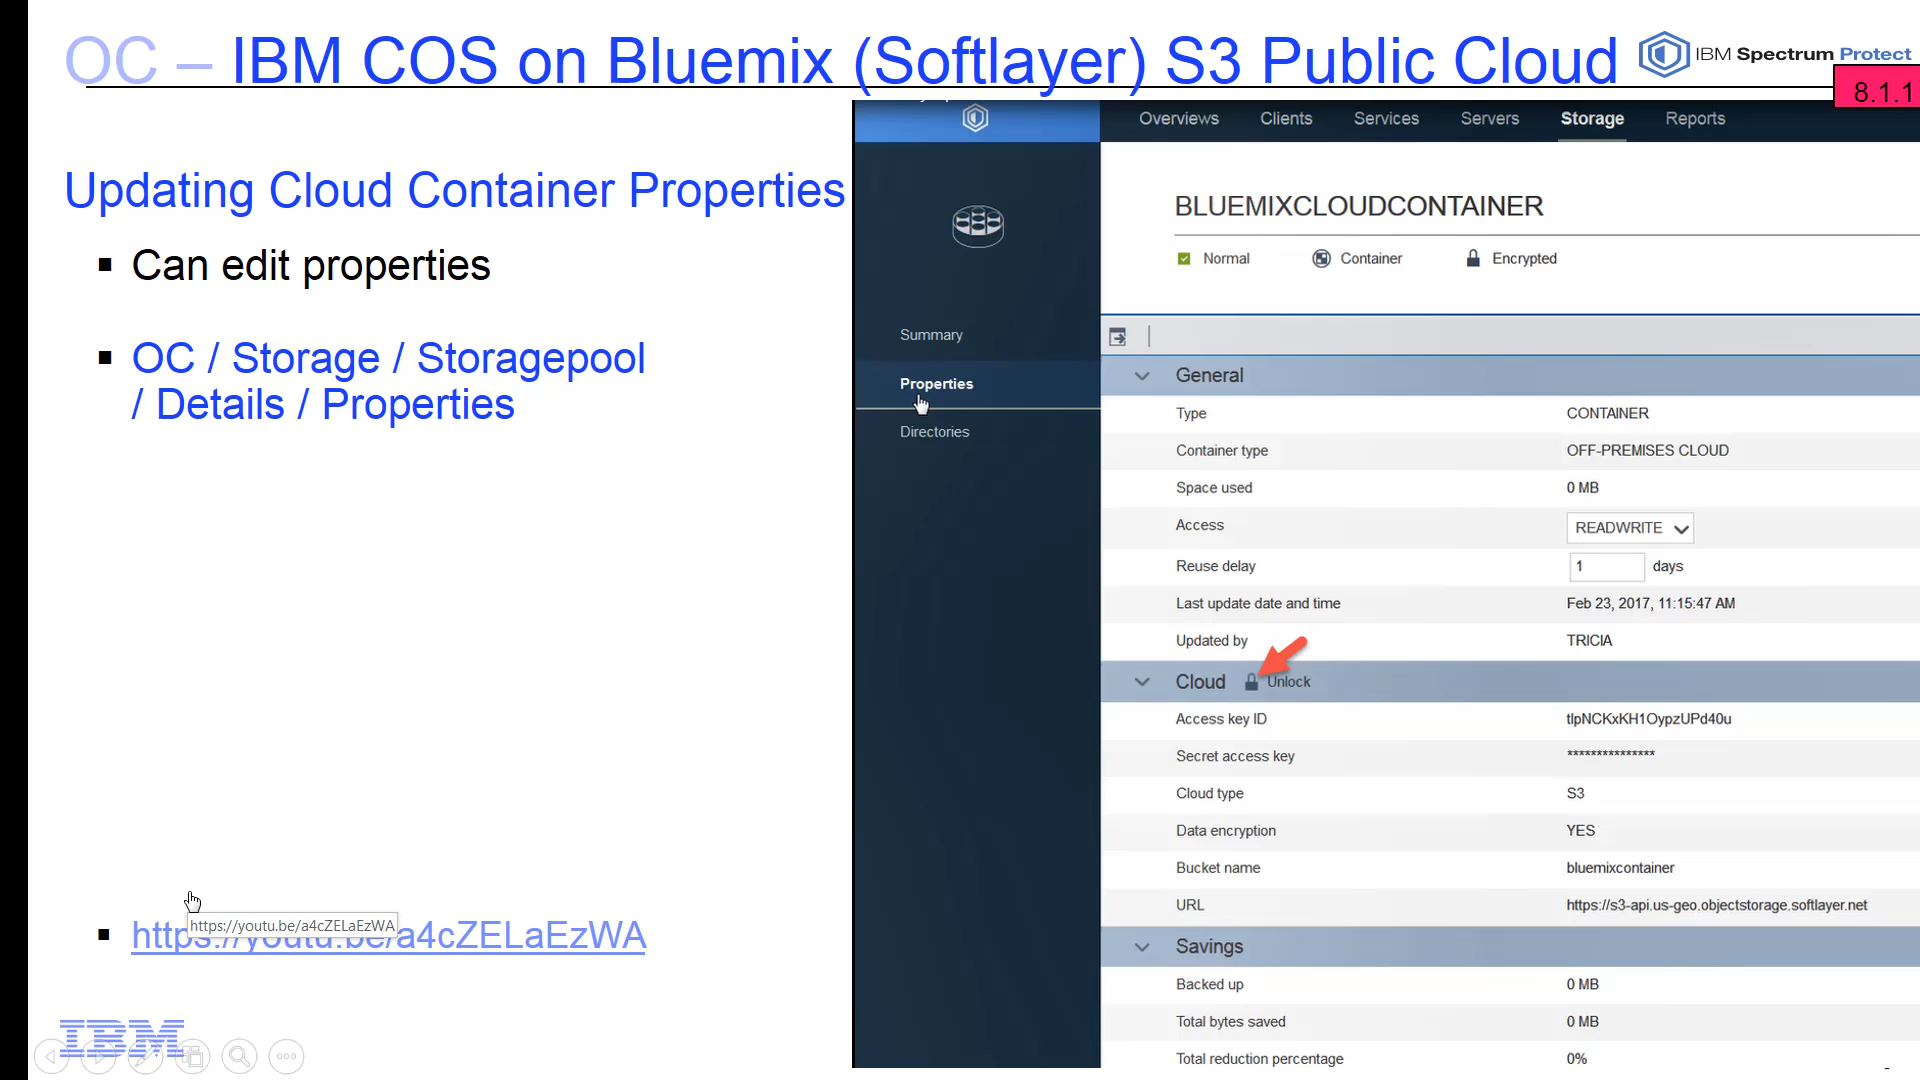 OC – IBM COS on Bluemix (Softlayer) S3 Public Cloud
IBM Spectrum Protect
8.1.1
Updating Cloud Container Properties
Can edit properties
OC / Storage / Storagepool
/ Details / Properties
https://youtu.be/a4cZELaEzWA
https://youtu.be/a4cZELaEzWA
IBM
Overviews Clients Services Servers Storage Reports
Summary
Properties
Directories
BLUEMIXCLOUDCONTAINER
Normal Container Encrypted
General
Type CONTAINER
Container type OFF-PREMISES CLOUD
Space used 0 MB
Access READWRITE
Reuse delay 1 days
Last update date and time Feb 23, 2017, 11:15:47 AM
Updated by TRICIA
Cloud Unlock
Access key ID tlpNCKxKH1OypzUPd40u
Secret access key ***************
Cloud type S3
Data encryption YES
Bucket name bluemixcontainer
URL https://s3-api.us-geo.objectstorage.softlayer.net
Savings
Backed up 0 MB
Total bytes saved 0 MB
Total reduction percentage 0%